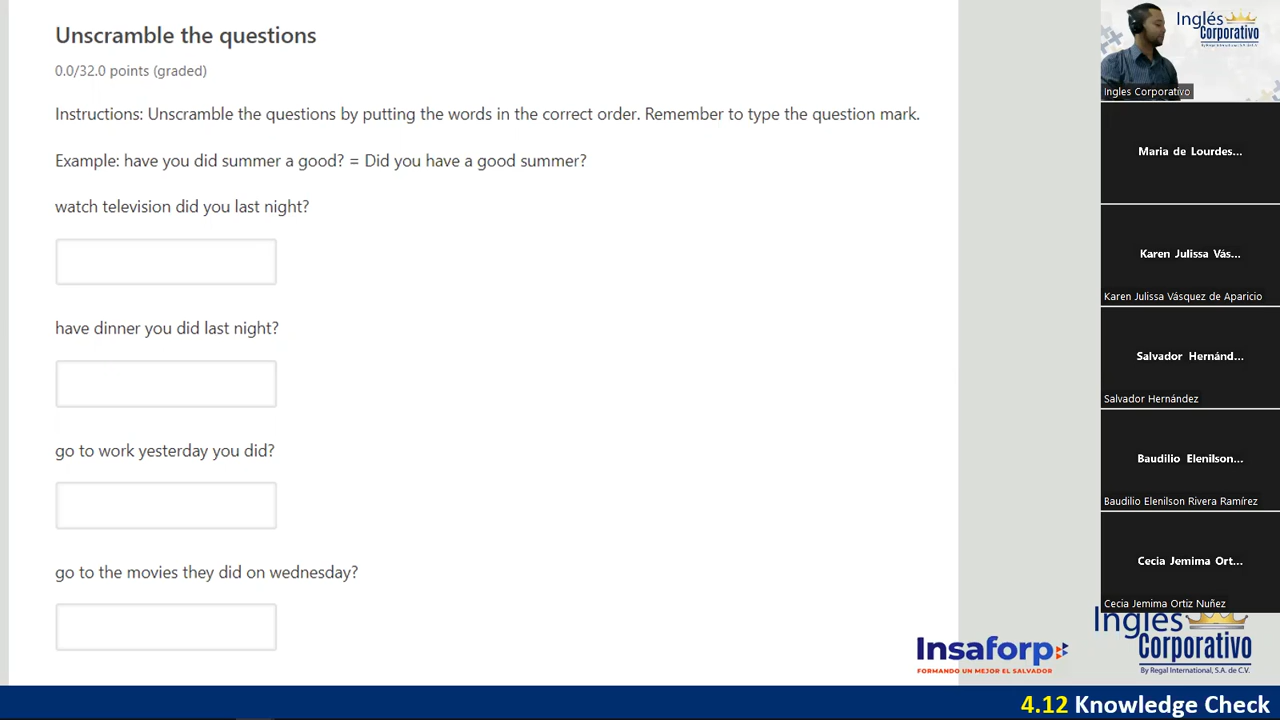 Unscramble the questions
0.0/32.0 points (graded)
Instructions: Unscramble the questions by putting the words in the correct order. Remember to type the question mark.
Example: have you did summer a good? = Did you have a good summer?
watch television did you last night?
have dinner you did last night?
go to work yesterday you did?
go to the movies they did on wednesday?
Inglés
Corporativo
By Regal International, S.A. de C.V.
Ingles Corporativo
Maria de Lourdes...
Karen Julissa Vás...
Karen Julissa Vásquez de Aparicio
Salvador Hernánd...
Salvador Hernández
Baudilio Elenilson...
Baudilio Elenilson Rivera Ramírez
Cecia Jemima Ort...
Cecia Jemima Ortiz Nuñez
Insaforp
FORMANDO UN MEJOR EL SALVADOR
Inglés
Corporativo
By Regal International, S.A. de C.V.
4.12 Knowledge Check